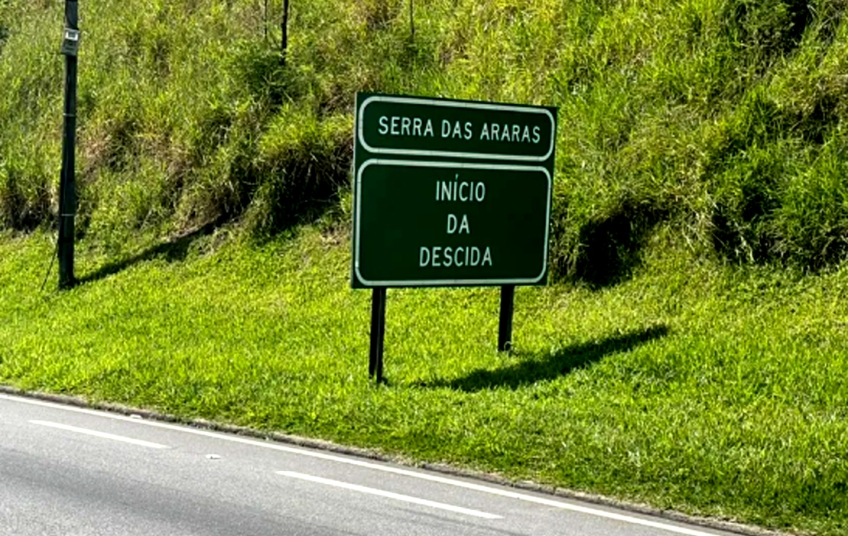 SERRA DAS ARARAS
INÍCIO
DA
DESCIDA